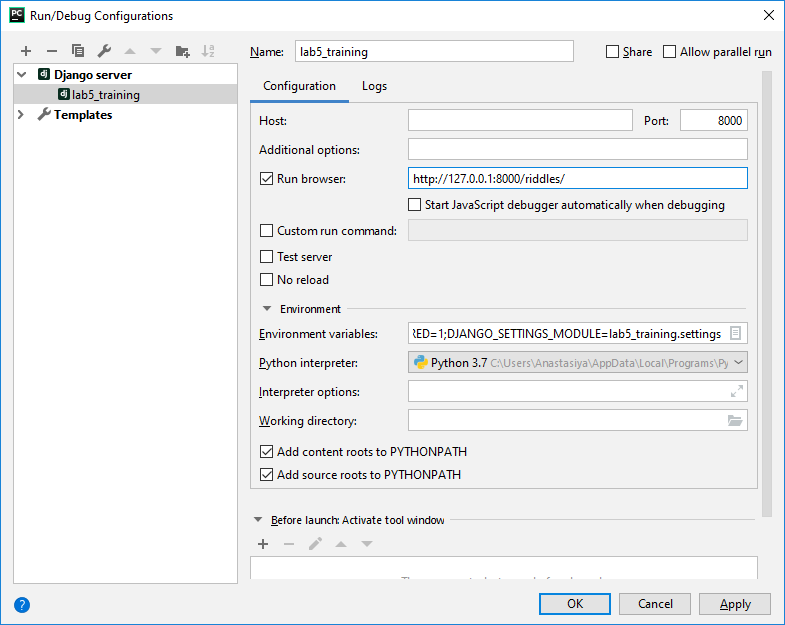 PC Run/Debug Configurations
Name: lab5_training Share Allow parallel run
dj Django server
dj lab5_training
Templates
Configuration Logs
Host: Port: 8000
Additional options:
Run browser: http://127.0.0.1:8000/riddles/
Start JavaScript debugger automatically when debugging
Custom run command:
Test server
No reload
Environment
Environment variables: RED=1;DJANGO_SETTINGS_MODULE=lab5_training.settings
Python interpreter: Python 3.7 C:\Users\Anastasiya\AppData\Local\Programs\Py
Interpreter options:
Working directory:
Add content roots to PYTHONPATH
Add source roots to PYTHONPATH
Before launch: Activate tool window
? OK Cancel Apply